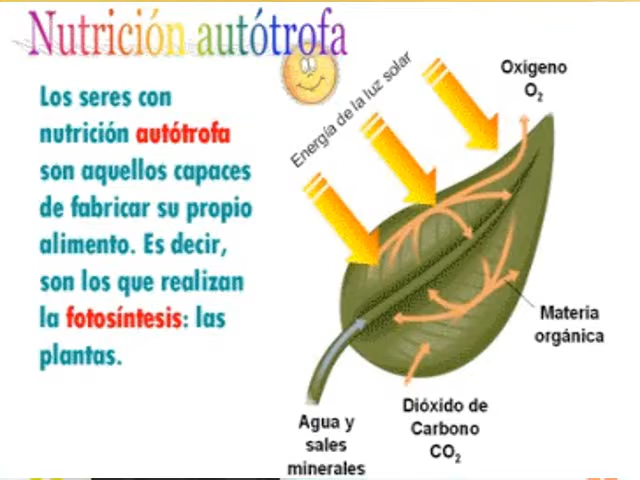 Nutrición autótrofa
Los seres con
nutrición autótrofa
son aquellos capaces
de fabricar su propio
alimento. Es decir,
son los que realizan
la fotosíntesis: las
plantas.
Energía de la luz solar
Oxígeno
O₂
Materia
orgánica
Dióxido de
Carbono
CO₂
Agua y
sales
minerales